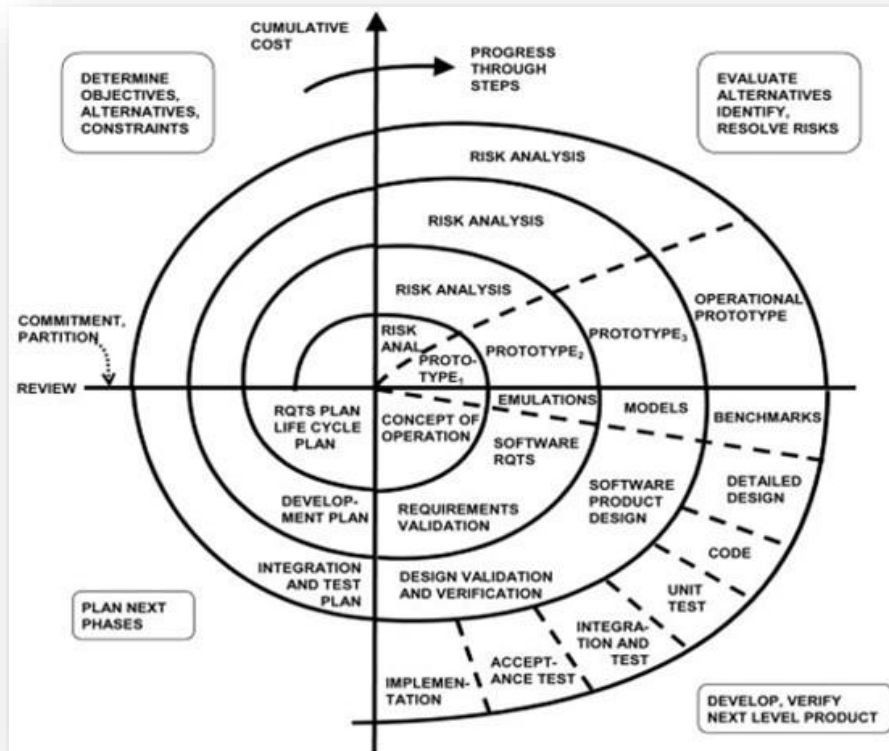 CUMULATIVE
COST
PROGRESS
THROUGH
STEPS
DETERMINE
OBJECTIVES,
ALTERNATIVES,
CONSTRAINTS
EVALUATE
ALTERNATIVES
IDENTIFY,
RESOLVE RISKS
RISK ANALYSIS
RISK ANALYSIS
RISK ANALYSIS
RISK
ANAL.
COMMITMENT,
PARTITION
REVIEW
PROTO-
TYPE1
PROTOTYPE2
PROTOTYPE3
OPERATIONAL
PROTOTYPE
EMULATIONS
MODELS
BENCHMARKS
RQTS PLAN
LIFE CYCLE
PLAN
CONCEPT OF
OPERATION
SOFTWARE
RQTS
SOFTWARE
PRODUCT
DESIGN
DETAILED
DESIGN
DEVELOP-
MENT PLAN
REQUIREMENTS
VALIDATION
CODE
INTEGRATION
AND TEST
PLAN
DESIGN VALIDATION
AND VERIFICATION
UNIT
TEST
PLAN NEXT
PHASES
INTEGRA-
TION AND
TEST
ACCEPT-
ANCE TEST
IMPLEMEN-
TATION
DEVELOP, VERIFY
NEXT LEVEL PRODUCT